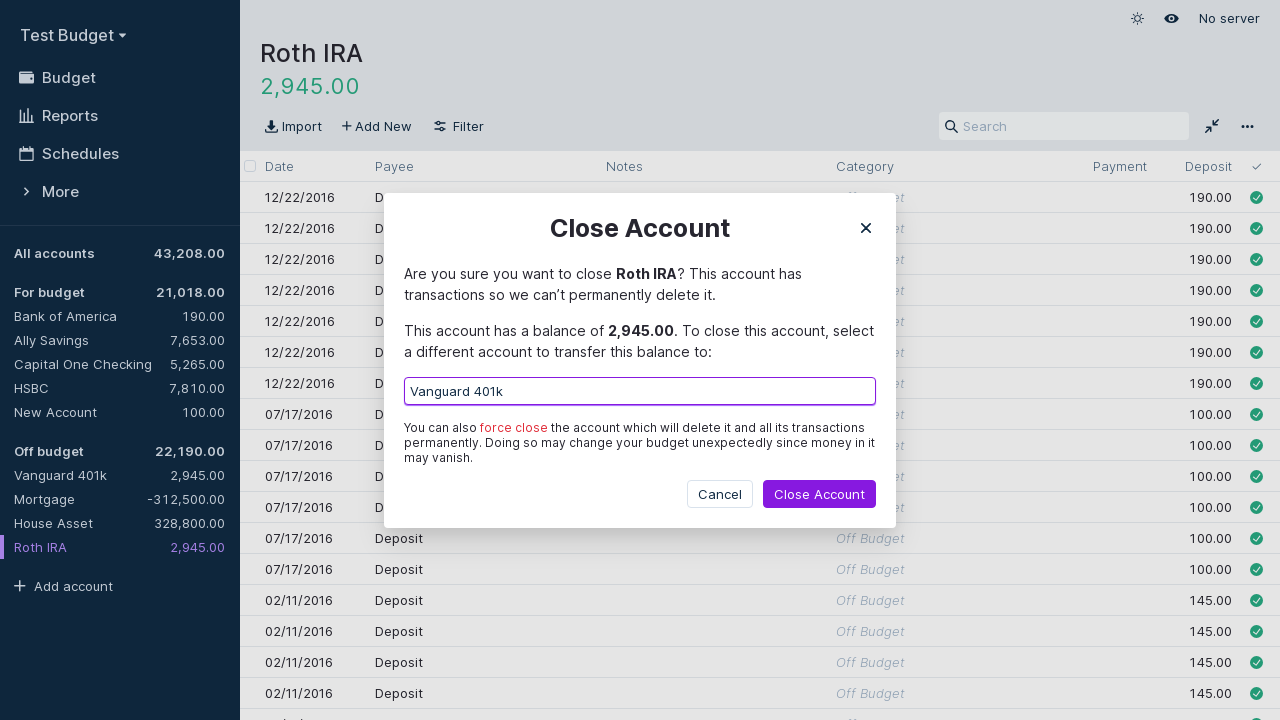 Test Budget
Budget
Reports
Schedules
More
All accounts 43,208.00
For budget 21,018.00
Bank of America 190.00
Ally Savings 7,653.00
Capital One Checking 5,265.00
HSBC 7,810.00
New Account 100.00
Off budget 22,190.00
Vanguard 401k 2,945.00
Mortgage -312,500.00
House Asset 328,800.00
Roth IRA 2,945.00
Add account
No server
Roth IRA
2,945.00
Import Add New Filter Search
Date Payee Notes Category Payment Deposit
12/22/2016 190.00
12/22/2016 190.00
12/22/2016 190.00
12/22/2016 190.00
12/22/2016 190.00
12/22/2016 190.00
12/22/2016 190.00
07/17/2016 100.00
07/17/2016 100.00
07/17/2016 100.00
07/17/2016 100.00
07/17/2016 Deposit Off Budget 100.00
07/17/2016 Deposit Off Budget 100.00
02/11/2016 Deposit Off Budget 145.00
02/11/2016 Deposit Off Budget 145.00
02/11/2016 Deposit Off Budget 145.00
02/11/2016 Deposit Off Budget 145.00
Close Account
Are you sure you want to close Roth IRA? This account has
transactions so we can’t permanently delete it.
This account has a balance of 2,945.00. To close this account, select
a different account to transfer this balance to:
Vanguard 401k
You can also force close the account which will delete it and all its transactions
permanently. Doing so may change your budget unexpectedly since money in it
may vanish.
Cancel Close Account